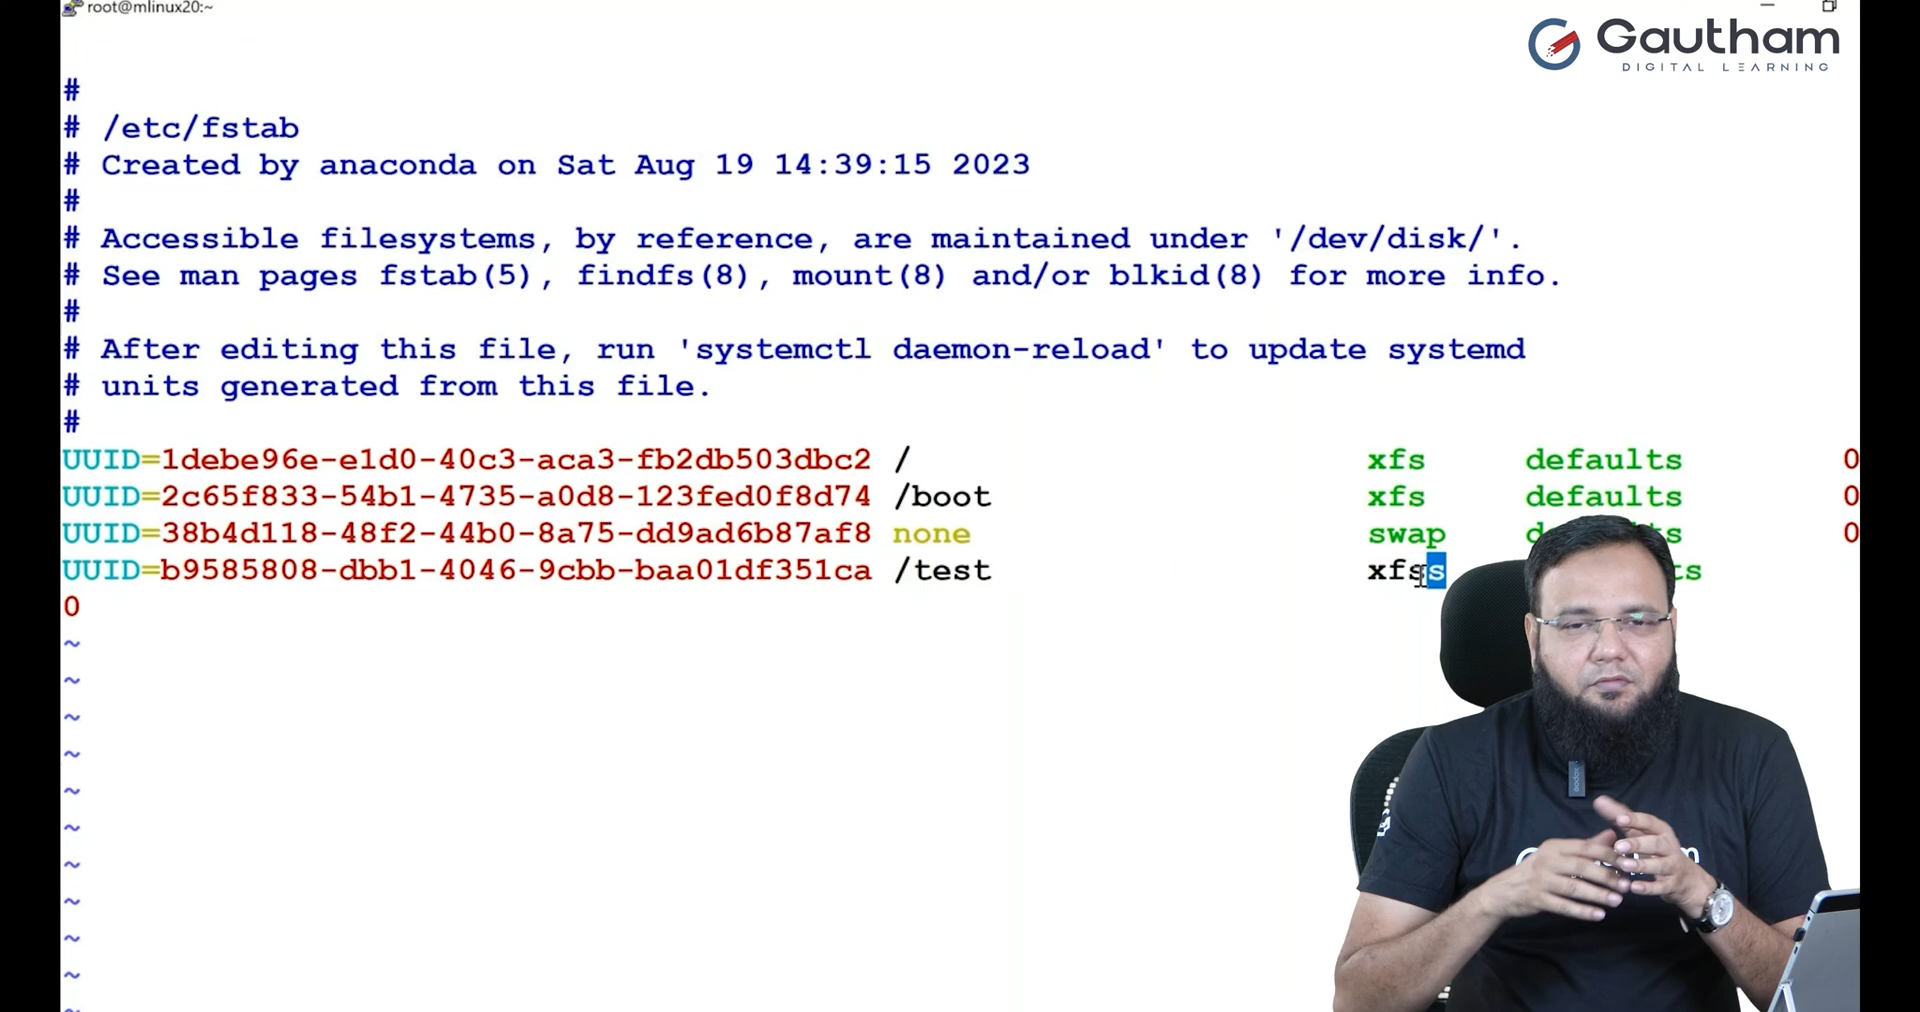 root@mlinux20:~
Gautham
DIGITAL LEARNING
#
# /etc/fstab
# Created by anaconda on Sat Aug 19 14:39:15 2023
#
# Accessible filesystems, by reference, are maintained under '/dev/disk/'.
# See man pages fstab(5), findfs(8), mount(8) and/or blkid(8) for more info.
#
# After editing this file, run 'systemctl daemon-reload' to update systemd
# units generated from this file.
#
UUID=1debe96e-e1d0-40c3-aca3-fb2db503dbc2 / xfs defaults 0
UUID=2c65f833-54b1-4735-a0d8-123fed0f8d74 /boot xfs defaults 0
UUID=38b4d118-48f2-44b0-8a75-dd9ad6b87af8 none swap 0
UUID=b9585808-dbb1-4046-9cbb-baa01df351ca /test xfss
0
~
~
~
~
~
~
~
~
~
~
~